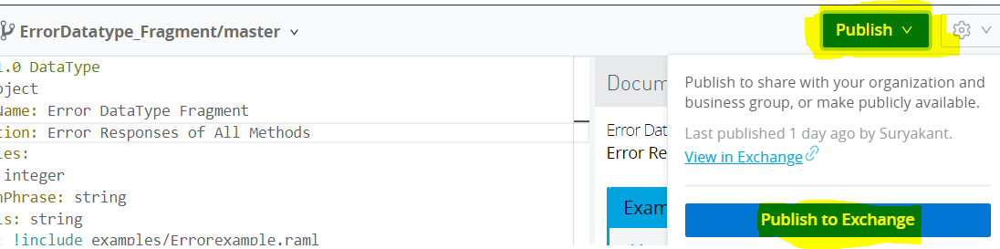 ErrorDatatype_Fragment/master
Publish
1.0 DataType
bject
Name: Error DataType Fragment
tion: Error Responses of All Methods
ies:
integer
nPhrase: string
ls: string
: !include examples/Errorexample.raml
Docum
Error Dat
Error Re
Exam
Publish to share with your organization and
business group, or make publicly available.
Last published 1 day ago by Suryakant.
View in Exchange
Publish to Exchange